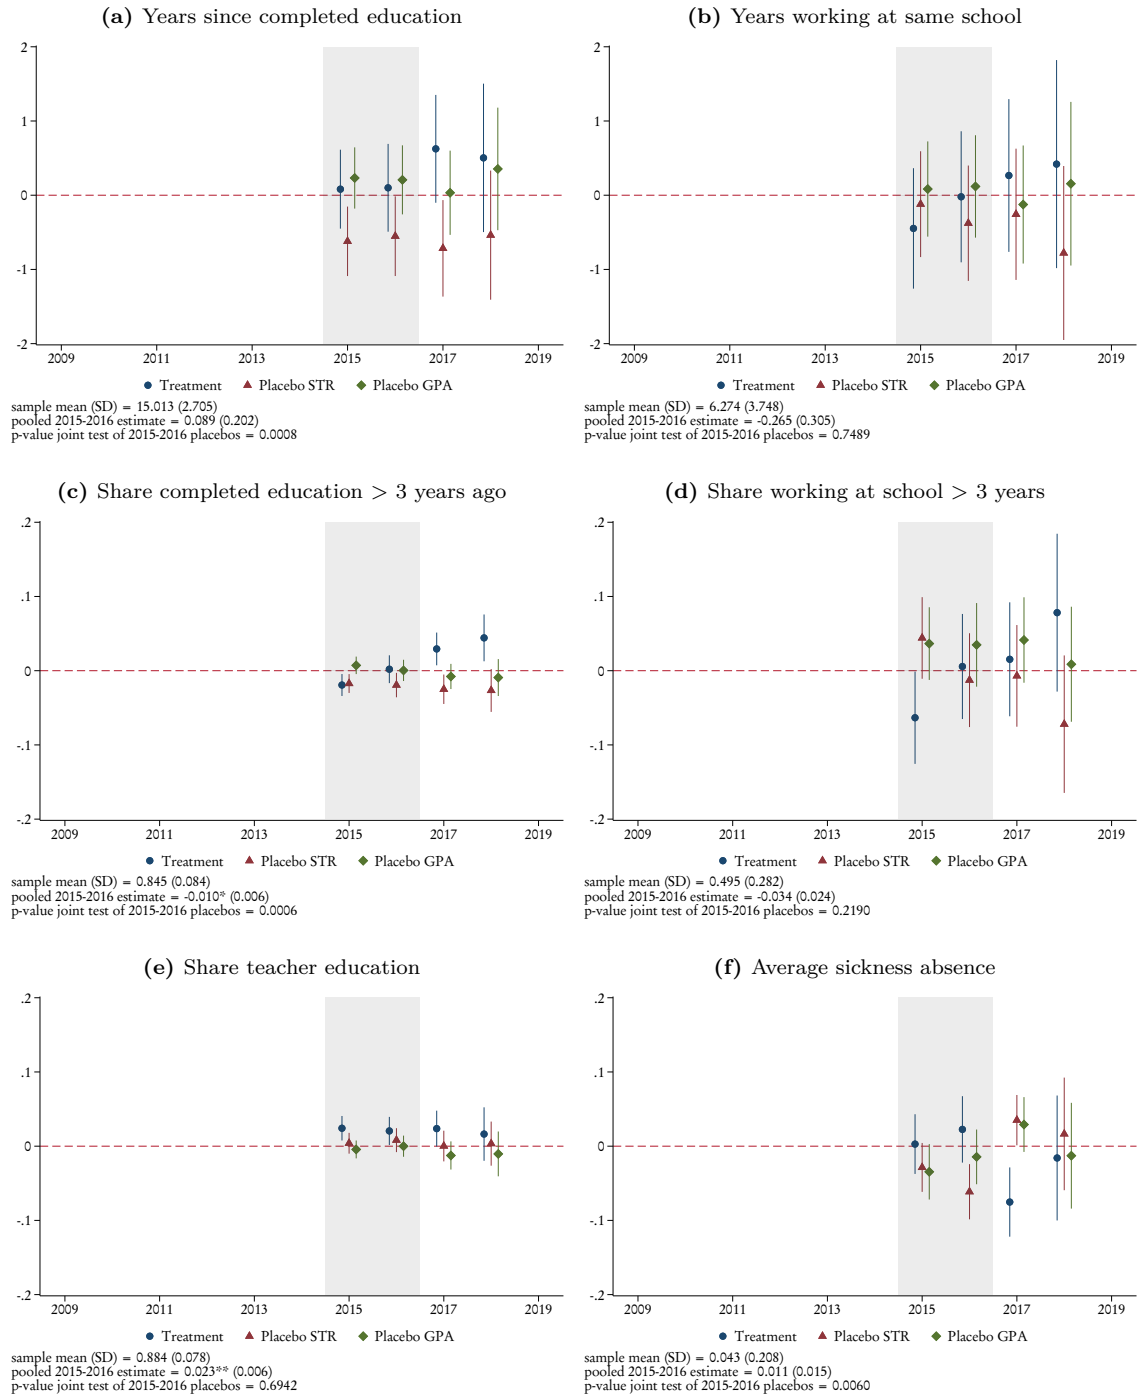 (a) Years since completed education
2
1
0
-1
-2
2009 2011 2013 2015 2017 2019
Treatment Placebo STR Placebo GPA
sample mean (SD) = 15.013 (2.705)
pooled 2015-2016 estimate = 0.089 (0.202)
p-value joint test of 2015-2016 placebos = 0.0008
(b) Years working at same school
2
1
0
-1
-2
2009 2011 2013 2015 2017 2019
Treatment Placebo STR Placebo GPA
sample mean (SD) = 6.274 (3.748)
pooled 2015-2016 estimate = -0.265 (0.305)
p-value joint test of 2015-2016 placebos = 0.7489
(c) Share completed education > 3 years ago
.2
.1
0
-.1
-.2
2009 2011 2013 2015 2017 2019
Treatment Placebo STR Placebo GPA
sample mean (SD) = 0.845 (0.084)
pooled 2015-2016 estimate = -0.010* (0.006)
p-value joint test of 2015-2016 placebos = 0.0006
(d) Share working at school > 3 years
.2
.1
0
-.1
-.2
2009 2011 2013 2015 2017 2019
Treatment Placebo STR Placebo GPA
sample mean (SD) = 0.495 (0.282)
pooled 2015-2016 estimate = -0.034 (0.024)
p-value joint test of 2015-2016 placebos = 0.2190
(e) Share teacher education
.2
.1
0
-.1
-.2
2009 2011 2013 2015 2017 2019
Treatment Placebo STR Placebo GPA
sample mean (SD) = 0.884 (0.078)
pooled 2015-2016 estimate = 0.023** (0.006)
p-value joint test of 2015-2016 placebos = 0.6942
(f) Average sickness absence
.2
.1
0
-.1
-.2
2009 2011 2013 2015 2017 2019
Treatment Placebo STR Placebo GPA
sample mean (SD) = 0.043 (0.208)
pooled 2015-2016 estimate = 0.011 (0.015)
p-value joint test of 2015-2016 placebos = 0.0060